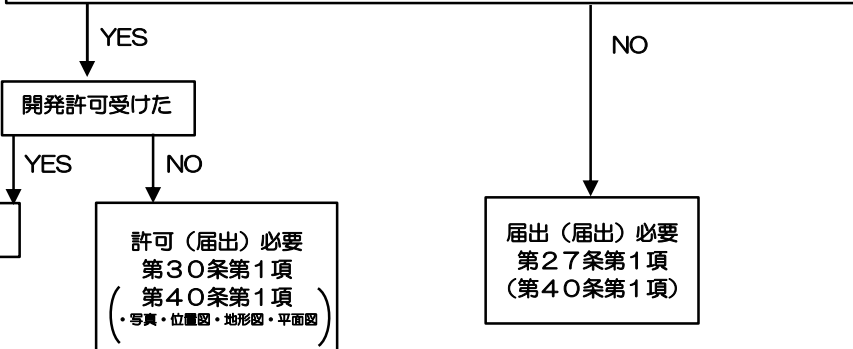 YES
NO
開発許可受けた
YES
NO
許可（届出）必要
第３０条第１項
第４０条第１項
・写真・位置図・地形図・平面図
届出（届出）必要
第２７条第１項
（第４０条第１項）